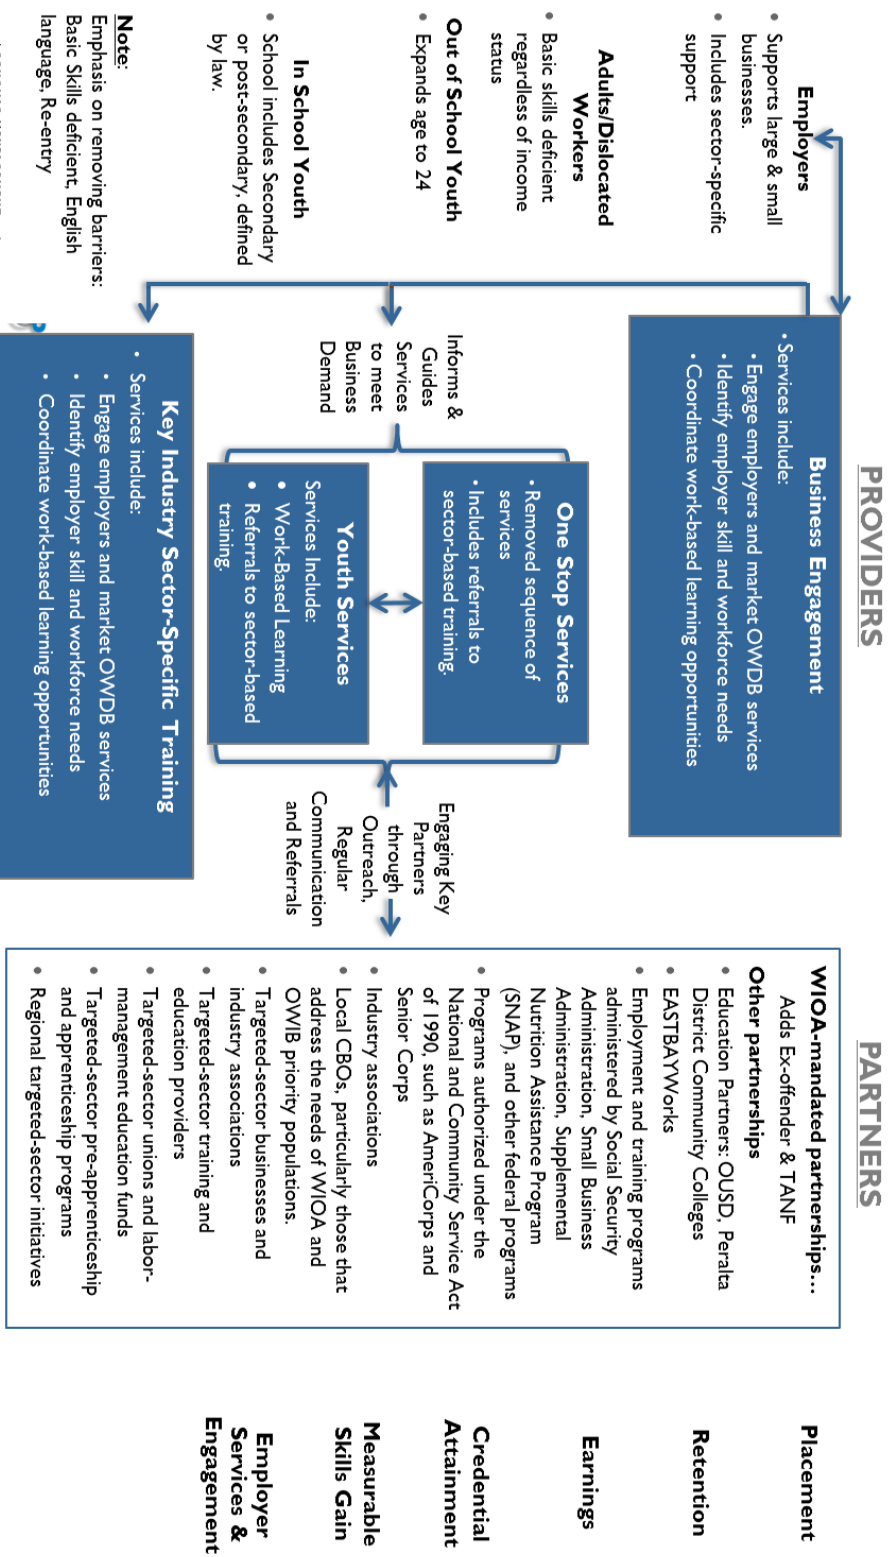 PROVIDERS
PARTNERS
Employers
• Supports large & small
businesses.
• Includes sector-specific
support
Adults/Dislocated
Workers
• Basic skills deficient
regardless of income
status
Out of School Youth
• Expands age to 24
In School Youth
• School includes Secondary
or post-secondary, defined
by law.
Note:
Emphasis on removing barriers:
Basic Skills deficient, English
language, Re-entry
Business Engagement
• Services include:
• Engage employers and market OWDB services
• Identify employer skill and workforce needs
• Coordinate work-based learning opportunities
Informs &
Guides
Services
to meet
Business
Demand
One Stop Services
• Removed sequence of
services
• Includes referrals to
sector-based training.
Youth Services
Services Include:
• Work-Based Learning
• Referrals to sector-based
training.
Key Industry Sector-Specific Training
• Services include:
• Engage employers and market OWDB services
• Identify employer skill and workforce needs
• Coordinate work-based learning opportunities
Engaging Key
Partners
through
Outreach,
Regular
Communication
and Referrals
WIOA-mandated partnerships...
Adds Ex-offender & TANF
Other partnerships
• Education Partners: OUSD, Peralta
District Community Colleges
• EASTBAYWorks
• Employment and training programs
administered by Social Security
Administration, Small Business
Administration, Supplemental
Nutrition Assistance Program
(SNAP), and other federal programs
• Programs authorized under the
National and Community Service Act
of 1990, such as AmeriCorps and
Senior Corps
• Industry associations
• Local CBOs, particularly those that
address the needs of WIOA and
OWIB priority populations.
• Targeted-sector businesses and
industry associations
• Targeted-sector training and
education providers
• Targeted-sector unions and labor-
management education funds
• Targeted-sector pre-apprenticeship
and apprenticeship programs
• Regional targeted-sector initiatives
Placement
Retention
Earnings
Credential
Attainment
Measurable
Skills Gain
Employer
Services &
Engagement